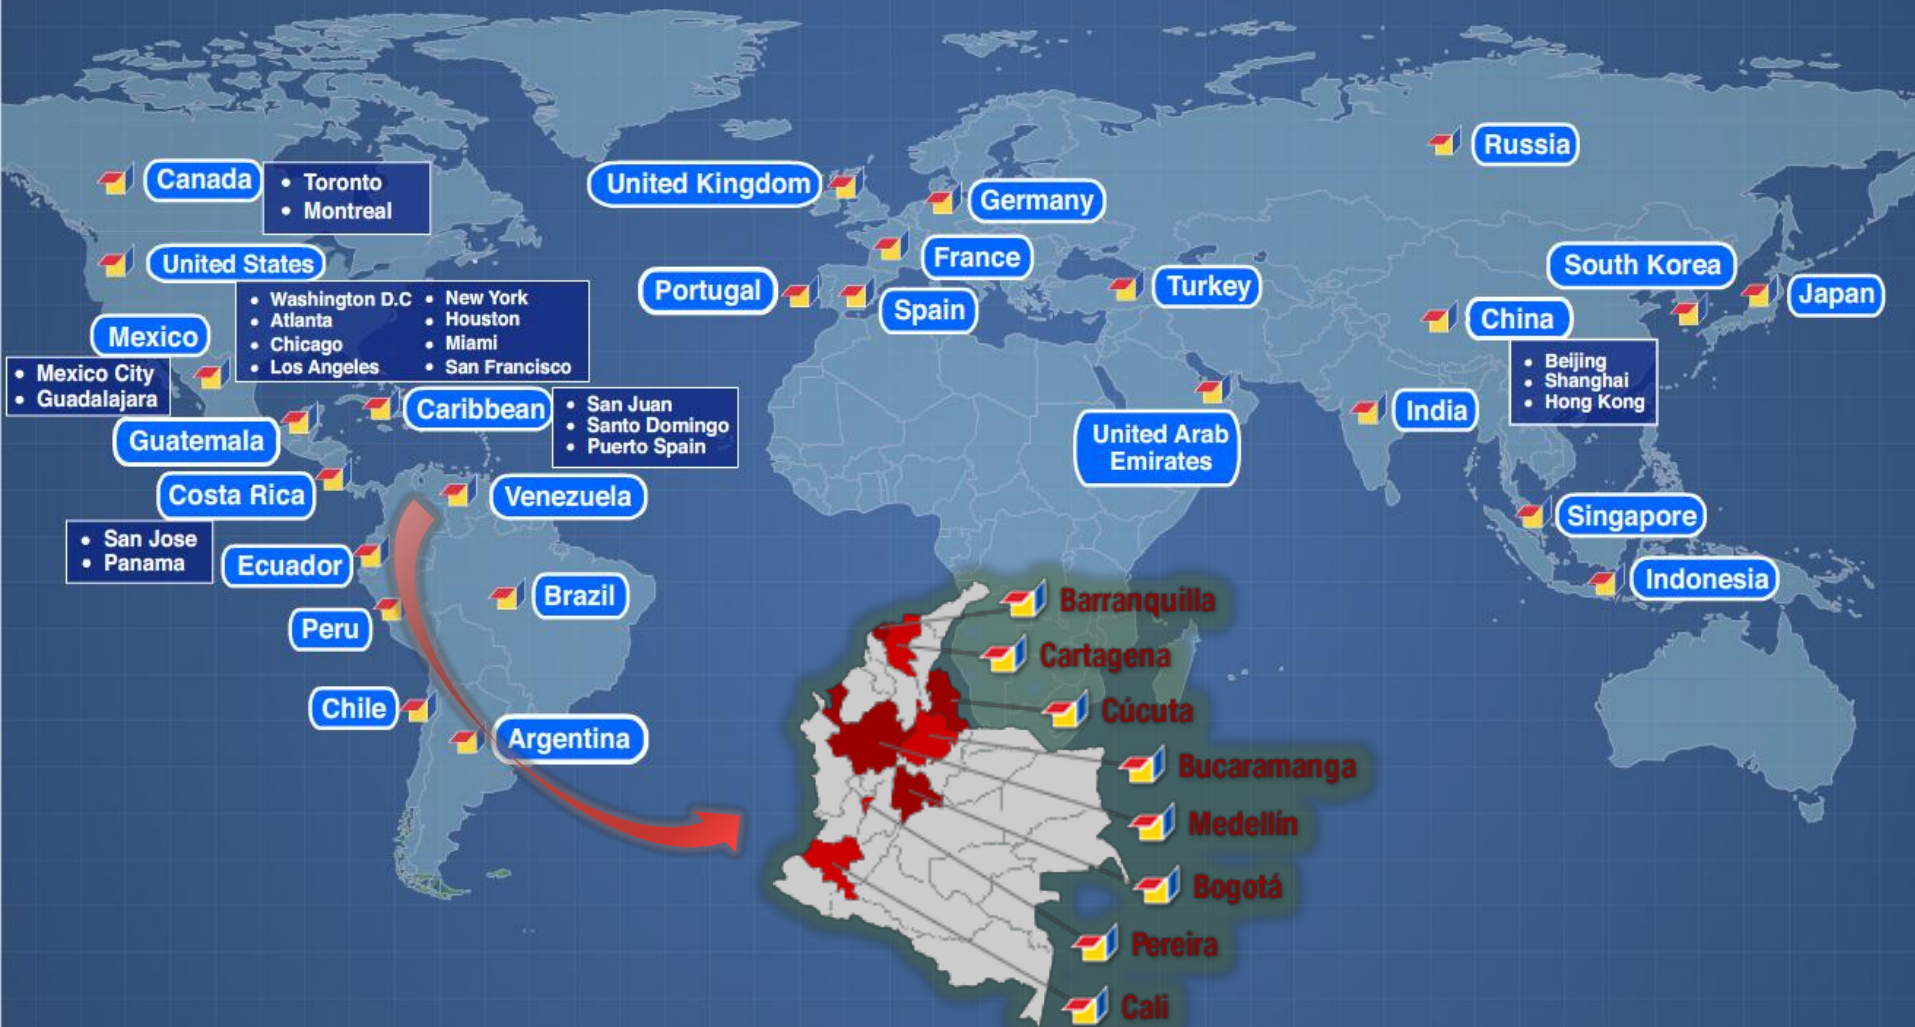 Canada
• Toronto
• Montreal
United States
• Washington D.C
• Atlanta
• Chicago
• Los Angeles
• New York
• Houston
• Miami
• San Francisco
Mexico
• Mexico City
• Guadalajara
Guatemala
Caribbean
• San Juan
• Santo Domingo
• Puerto Spain
Costa Rica
• San Jose
• Panama
Venezuela
Ecuador
Peru
Brazil
Chile
Argentina
United Kingdom
Germany
France
Portugal
Spain
Turkey
Russia
South Korea
Japan
China
• Beijing
• Shanghai
• Hong Kong
India
United Arab
Emirates
Singapore
Indonesia
Barranquilla
Cartagena
Cúcuta
Bucaramanga
Medellín
Bogotá
Pereira
Cali